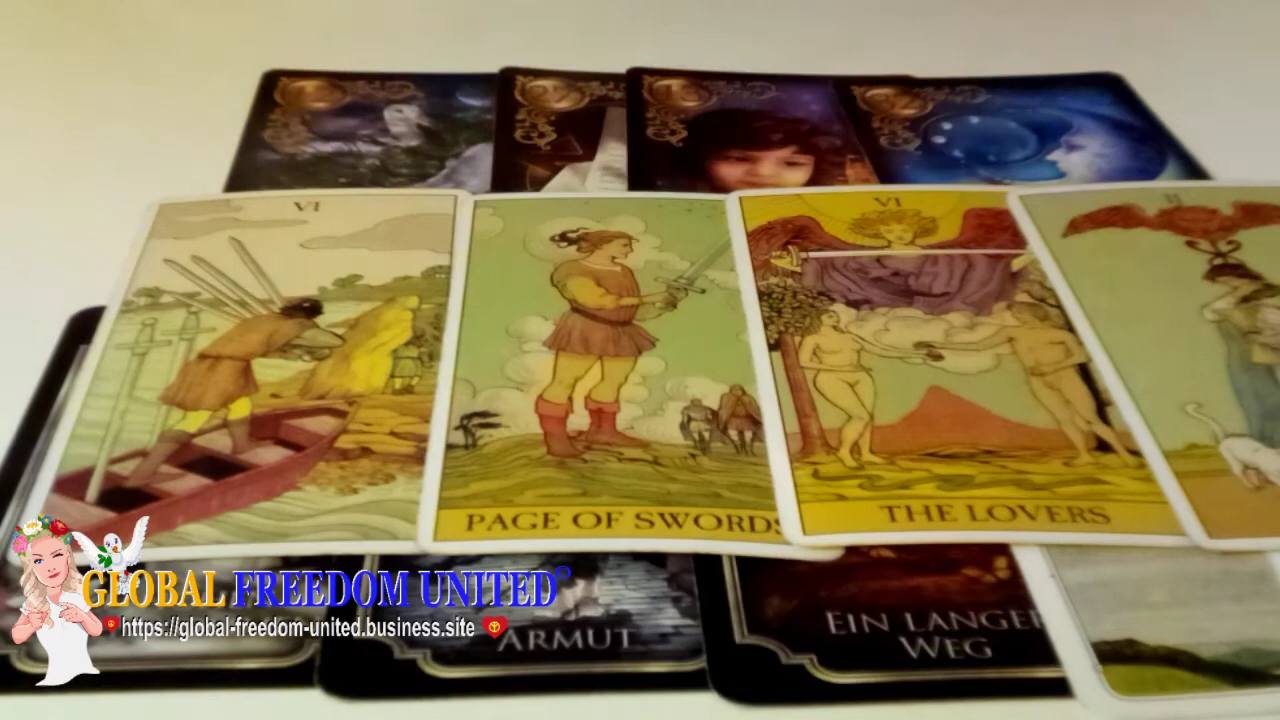 VI
PAGE OF SWORDS
VI
THE LOVERS
II
GLOBAL FREEDOM UNITED
https://global-freedom-united.business.site
ARMUT
EIN LANGER
WEG